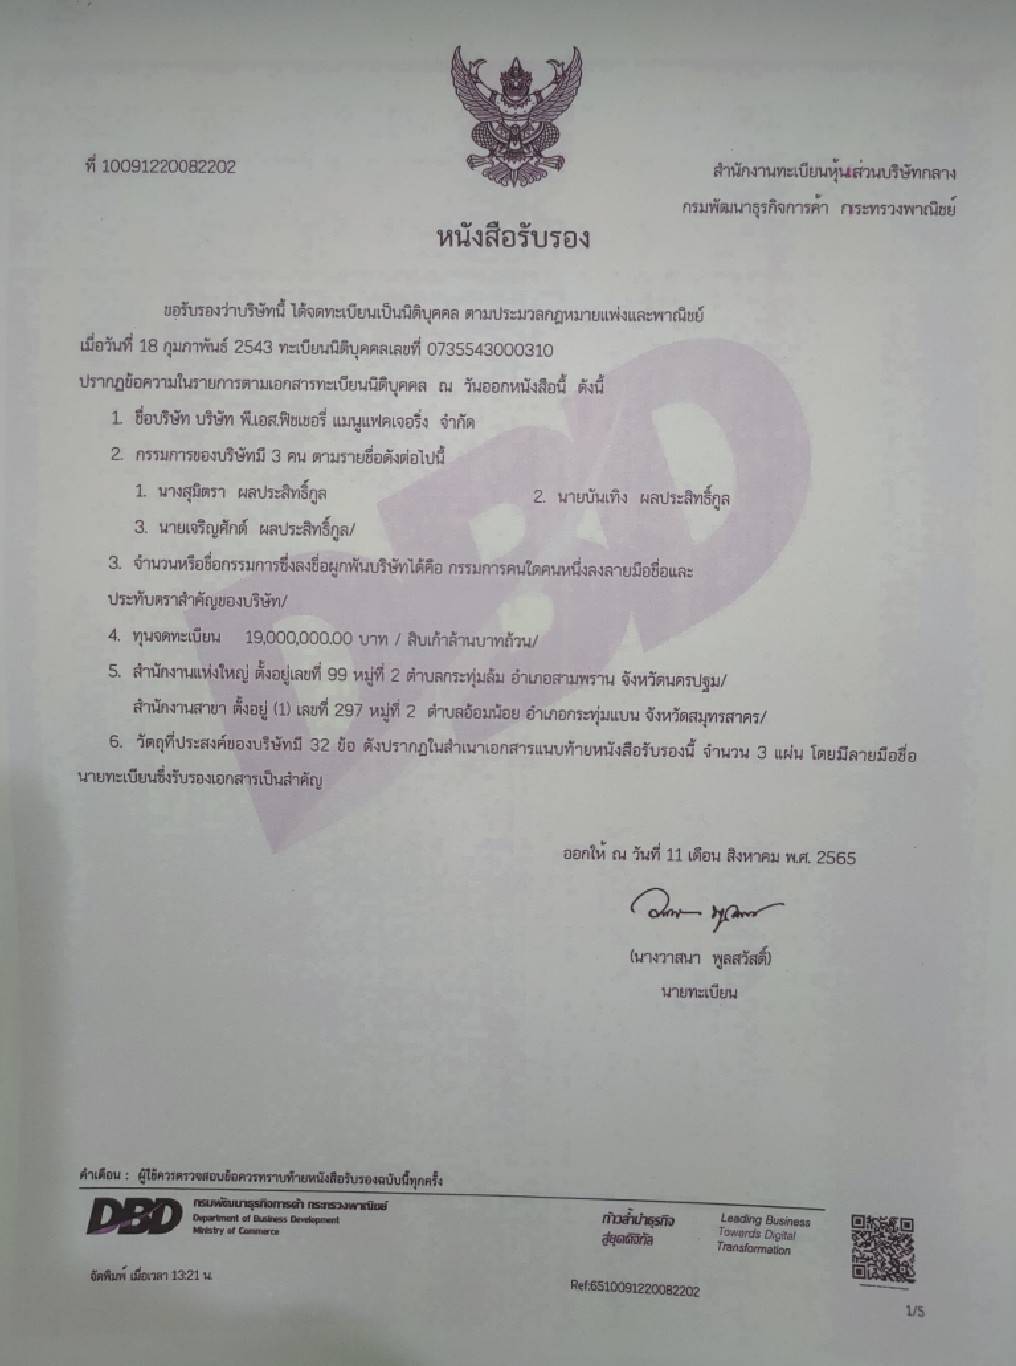 ที่ 10091220082202
สำนักงานทะเบียนหุ้นส่วนบริษัทกลาง
กรมพัฒนาธุรกิจการค้า กระทรวงพาณิชย์
หนังสือรับรอง
ขอรับรองว่าบริษัทนี้ ได้จดทะเบียนเป็นนิติบุคคล ตามประมวลกฎหมายแพ่งและพาณิชย์
เมื่อวันที่ 18 กุมภาพันธ์ 2543 ทะเบียนนิติบุคคลเลขที่ 0735543000310
ปรากฏข้อความในรายการตามเอกสารทะเบียนนิติบุคคล ณ วันออกหนังสือนี้ ดังนี้
1. ชื่อบริษัท บริษัท พี.เอส.ฟิชเชอรี่ แมนูแฟคเจอริ่ง จำกัด
2. กรรมการของบริษัทมี 3 คน ตามรายชื่อดังต่อไปนี้
1. นางสุมิตรา ผลประสิทธิ์กูล 2. นายบันเทิง ผลประสิทธิ์กูล
3. นายเจริญศักดิ์ ผลประสิทธิ์กูล/
3. จำนวนหรือชื่อกรรมการซึ่งลงชื่อผูกพันบริษัทได้คือ กรรมการคนใดคนหนึ่งลงลายมือชื่อและ
ประทับตราสำคัญของบริษัท/
4. ทุนจดทะเบียน 19,000,000.00 บาท / สิบเก้าล้านบาทถ้วน/
5. สำนักงานแห่งใหญ่ ตั้งอยู่เลขที่ 99 หมู่ที่ 2 ตำบลกระทุ่มล้ม อำเภอสามพราน จังหวัดนครปฐม/
สำนักงานสาขา ตั้งอยู่ (1) เลขที่ 297 หมู่ที่ 2 ตำบลอ้อมน้อย อำเภอกระทุ่มแบน จังหวัดสมุทรสาคร/
6. วัตถุที่ประสงค์ของบริษัทมี 32 ข้อ ดังปรากฏในสำเนาเอกสารแนบท้ายหนังสือรับรองนี้ จำนวน 3 แผ่น โดยมีลายมือชื่อ
นายทะเบียนซึ่งรับรองเอกสารเป็นสำคัญ
DBD
ออกให้ ณ วันที่ 11 เดือน สิงหาคม พ.ศ. 2565
(นางวาสนา พูลสวัสดิ์)
นายทะเบียน
คำเตือน : ผู้ใช้ควรตรวจสอบข้อควรทราบท้ายหนังสือรับรองฉบับนี้ทุกครั้ง
DBD
กรมพัฒนาธุรกิจการค้า กระทรวงพาณิชย์
Department of Business Development
Ministry of Commerce
ก้าวล้ำนำธุรกิจ
สู่ยุคดิจิทัล
Leading Business
Towards Digital
Transformation
จัดพิมพ์ เมื่อเวลา 13:21 น.
Ref:6510091220082202
1/5